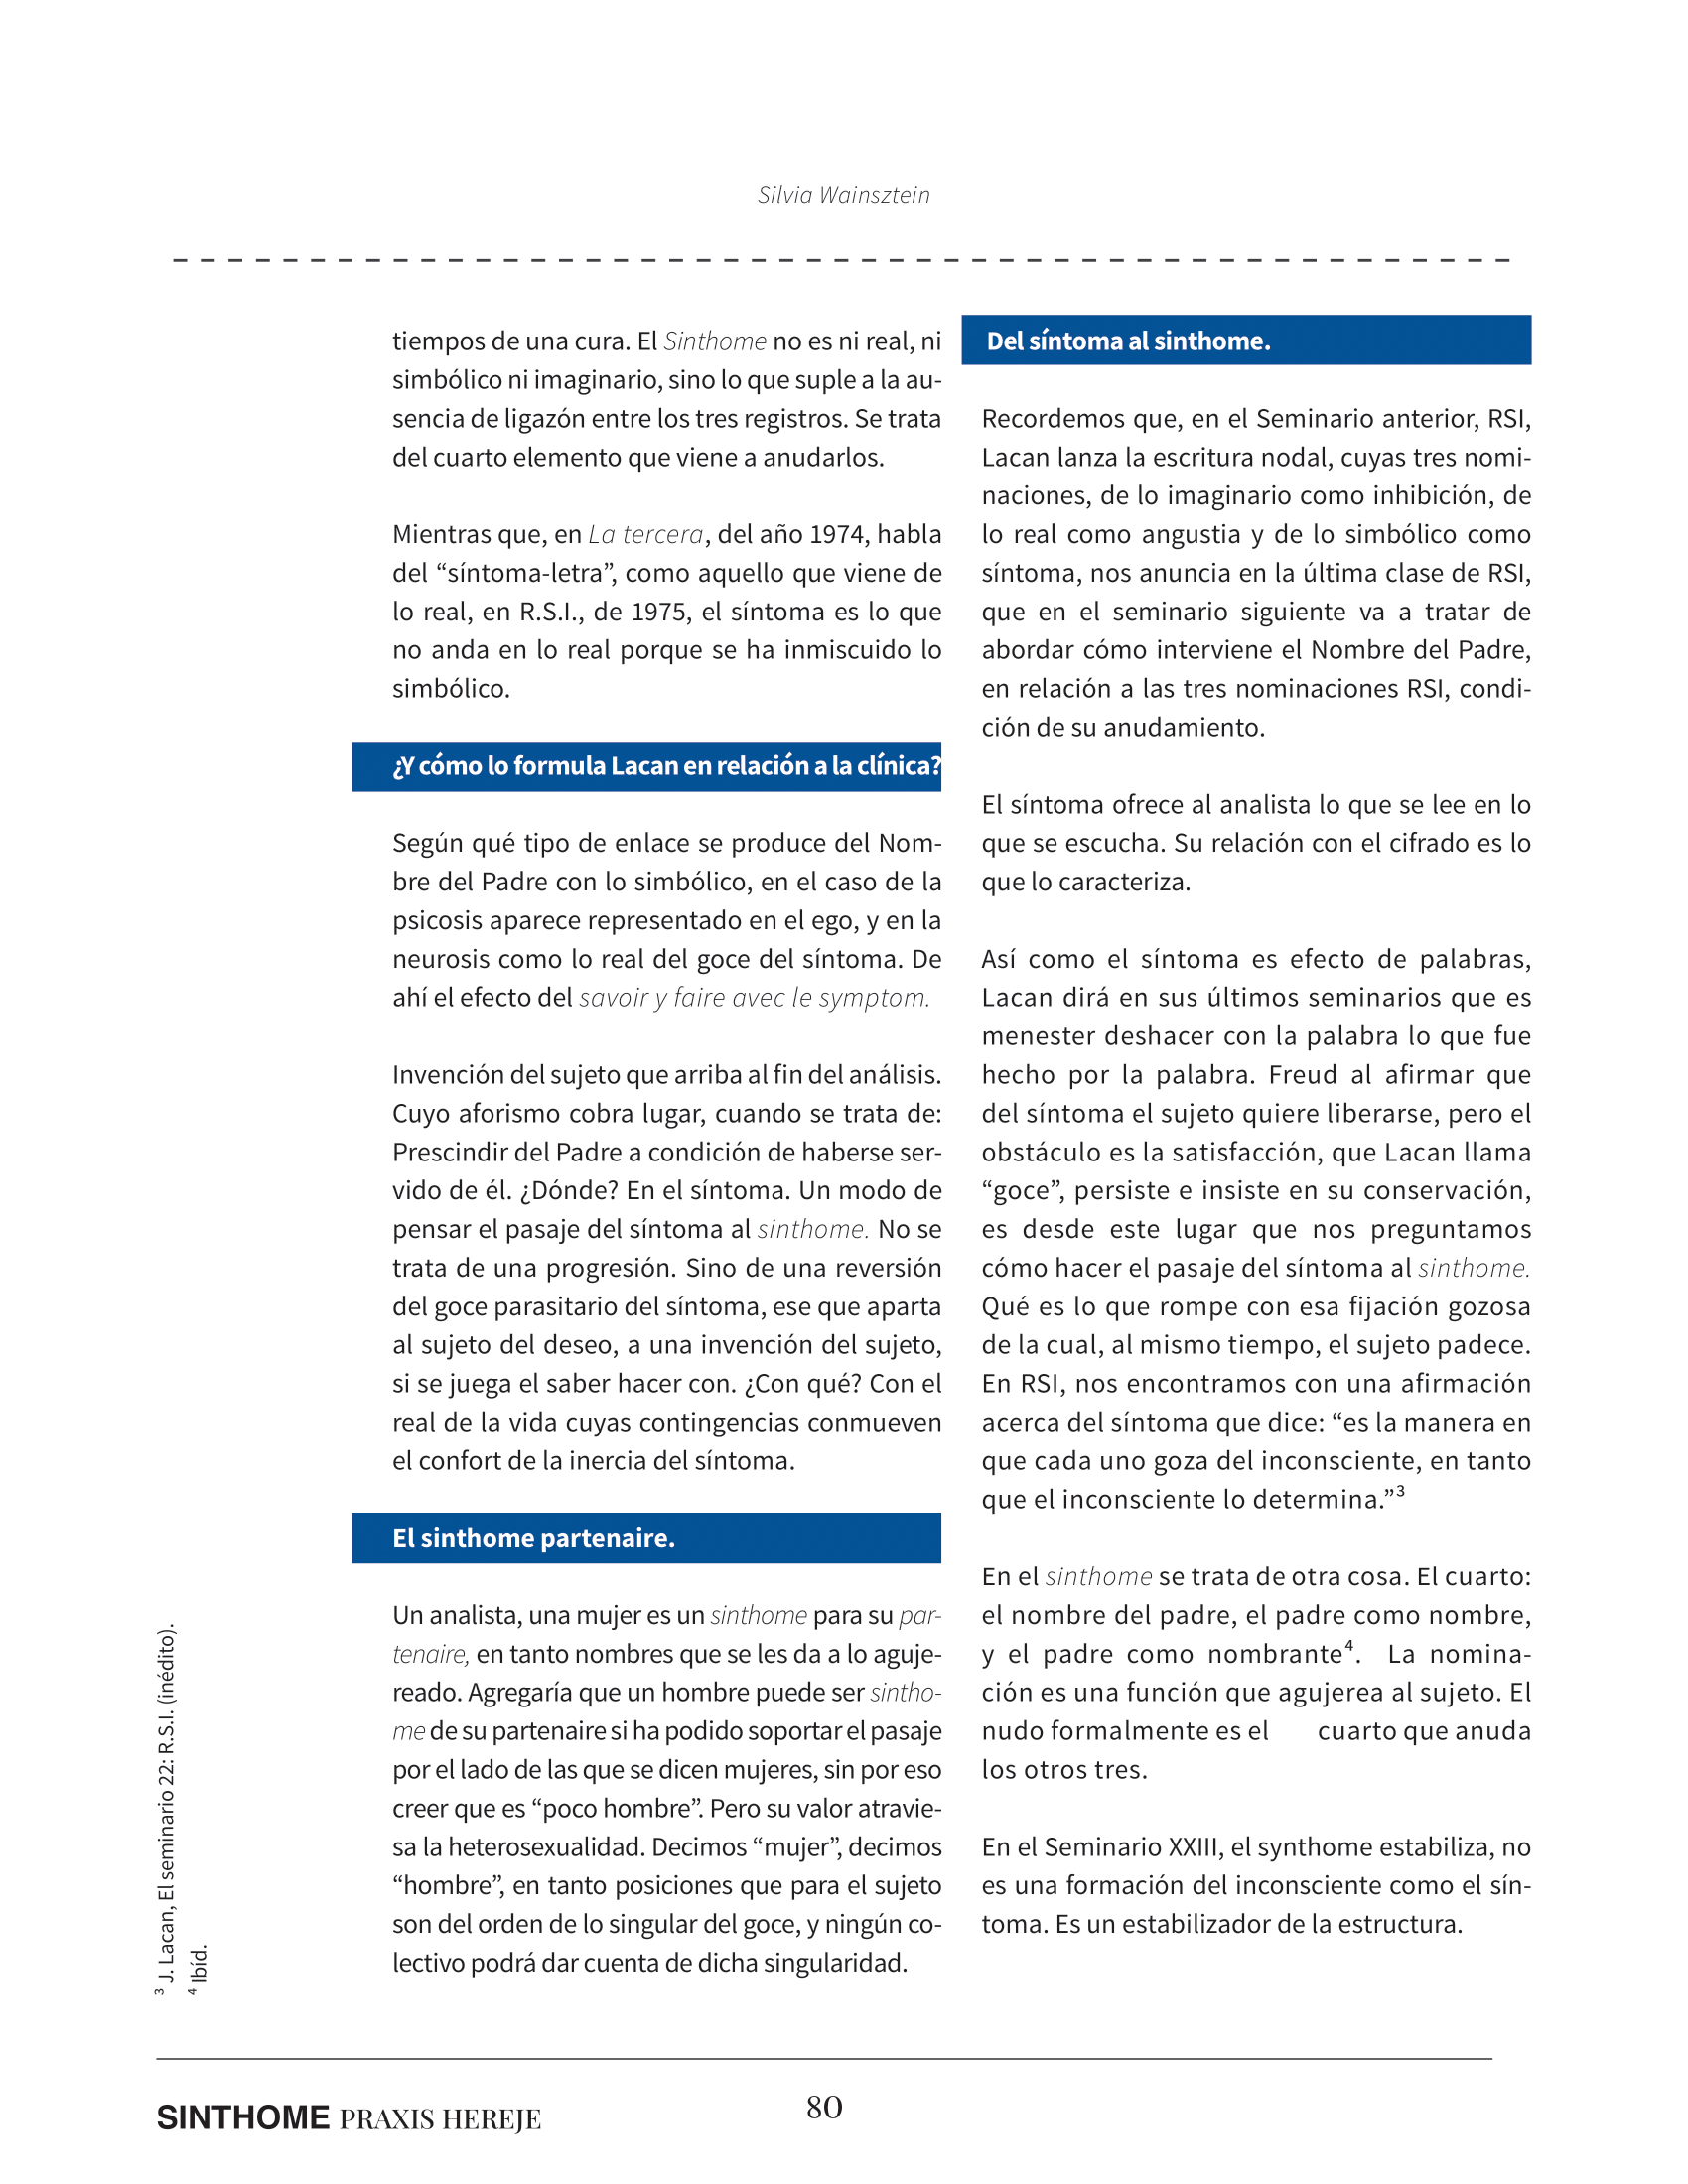 Silvia Wainsztein
tiempos de una cura. El Sinthome no es ni real, ni
simbólico ni imaginario, sino lo que suple a la au-
sencia de ligazón entre los tres registros. Se trata
del cuarto elemento que viene a anudarlos.
Mientras que, en La tercera, del año 1974, habla
del “síntoma-letra”, como aquello que viene de
lo real, en R.S.I., de 1975, el síntoma es lo que
no anda en lo real porque se ha inmiscuido lo
simbólico.
¿Y cómo lo formula Lacan en relación a la clínica?
Según qué tipo de enlace se produce del Nom-
bre del Padre con lo simbólico, en el caso de la
psicosis aparece representado en el ego, y en la
neurosis como lo real del goce del síntoma. De
ahí el efecto del savoir y faire avec le symptom.
Invención del sujeto que arriba al fin del análisis.
Cuyo aforismo cobra lugar, cuando se trata de:
Prescindir del Padre a condición de haberse ser-
vido de él. ¿Dónde? En el síntoma. Un modo de
pensar el pasaje del síntoma al sinthome. No se
trata de una progresión. Sino de una reversión
del goce parasitario del síntoma, ese que aparta
al sujeto del deseo, a una invención del sujeto,
si se juega el saber hacer con. ¿Con qué? Con el
real de la vida cuyas contingencias conmueven
el confort de la inercia del síntoma.
El sinthome partenaire.
Un analista, una mujer es un sinthome para su par-
tenaire, en tanto nombres que se les da a lo aguje-
reado. Agregaría que un hombre puede ser sintho-
me de su partenaire si ha podido soportar el pasaje
por el lado de las que se dicen mujeres, sin por eso
creer que es “poco hombre”. Pero su valor atravie-
sa la heterosexualidad. Decimos “mujer”, decimos
“hombre”, en tanto posiciones que para el sujeto
son del orden de lo singular del goce, y ningún co-
lectivo podrá dar cuenta de dicha singularidad.
Del síntoma al sinthome.
Recordemos que, en el Seminario anterior, RSI,
Lacan lanza la escritura nodal, cuyas tres nomi-
naciones, de lo imaginario como inhibición, de
lo real como angustia y de lo simbólico como
síntoma, nos anuncia en la última clase de RSI,
que en el seminario siguiente va a tratar de
abordar cómo interviene el Nombre del Padre,
en relación a las tres nominaciones RSI, condi-
ción de su anudamiento.
El síntoma ofrece al analista lo que se lee en lo
que se escucha. Su relación con el cifrado es lo
que lo caracteriza.
Así como el síntoma es efecto de palabras,
Lacan dirá en sus últimos seminarios que es
menester deshacer con la palabra lo que fue
hecho por la palabra. Freud al afirmar que
del síntoma el sujeto quiere liberarse, pero el
obstáculo es la satisfacción, que Lacan llama
“goce”, persiste e insiste en su conservación,
es desde este lugar que nos preguntamos
cómo hacer el pasaje del síntoma al sinthome.
Qué es lo que rompe con esa fijación gozosa
de la cual, al mismo tiempo, el sujeto padece.
En RSI, nos encontramos con una afirmación
acerca del síntoma que dice: “es la manera en
que cada uno goza del inconsciente, en tanto
que el inconsciente lo determina.”³
En el sinthome se trata de otra cosa. El cuarto:
el nombre del padre, el padre como nombre,
y el padre como nombrante⁴. La nomina-
ción es una función que agujerea al sujeto. El
nudo formalmente es el cuarto que anuda
los otros tres.
En el Seminario XXIII, el synthome estabiliza, no
es una formación del inconsciente como el sín-
toma. Es un estabilizador de la estructura.
³ J. Lacan, El seminario 22: R.S.I. (inédito).
⁴ Ibíd.
SINTHOME PRAXIS HEREJE
80